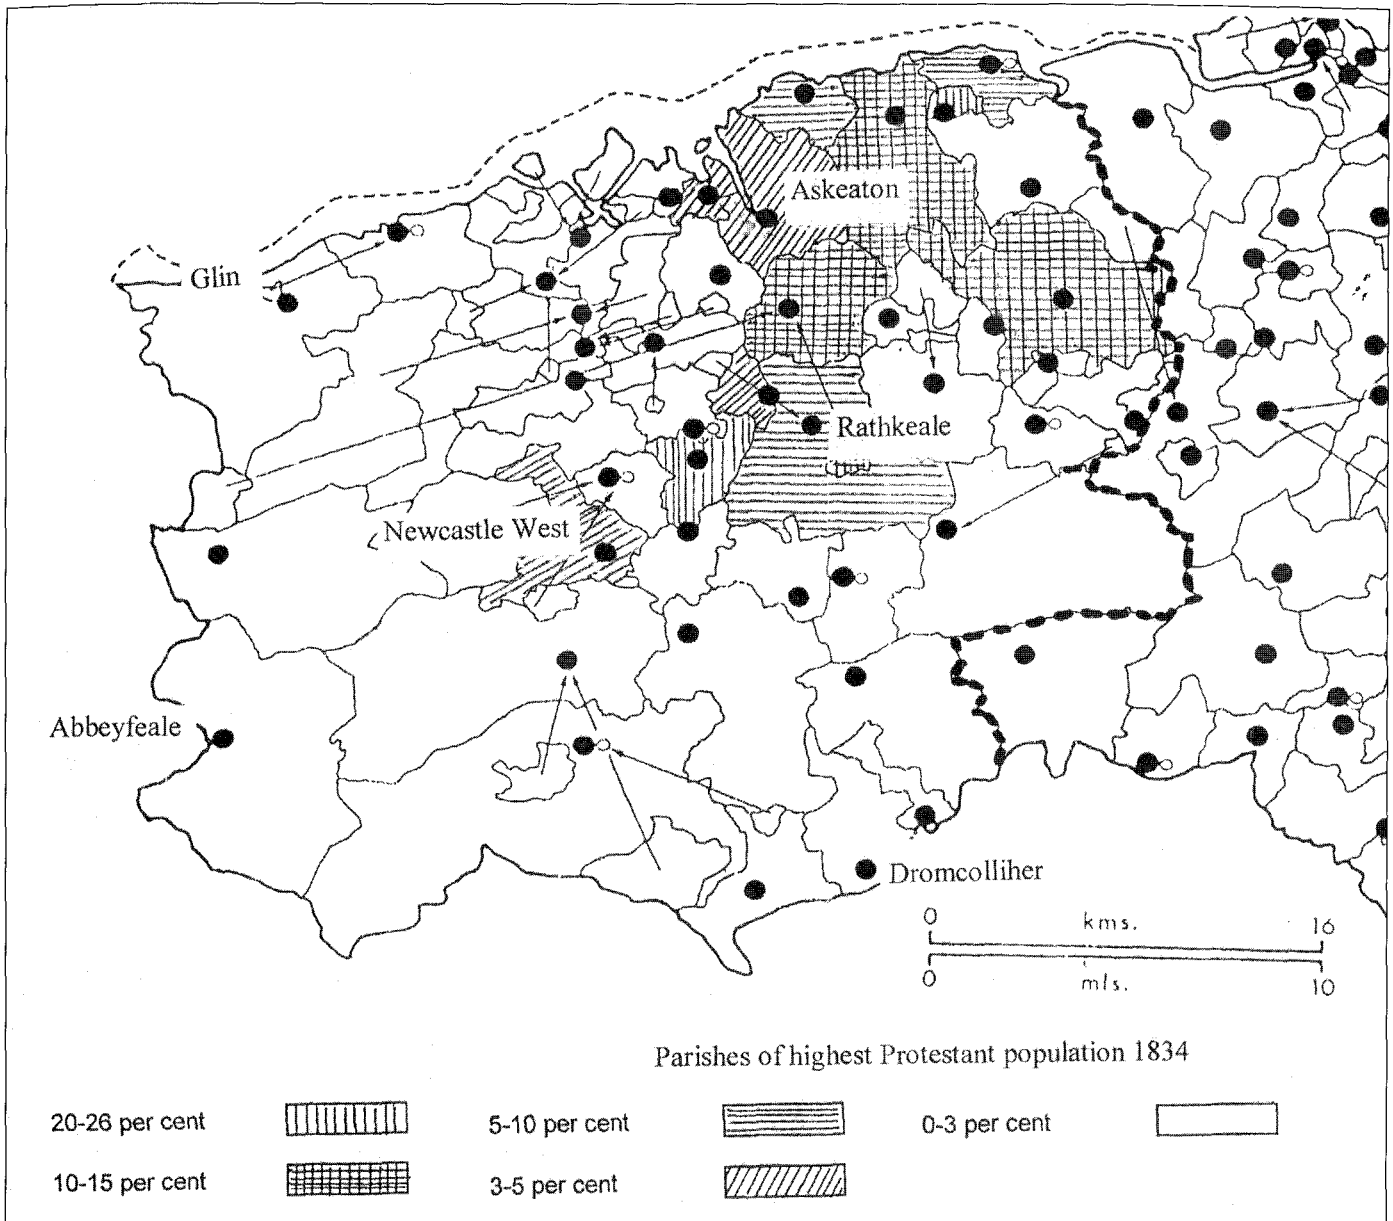 Askeaton
Glin
Rathkeale
Newcastle West
Abbeyfeale
Dromcolliher
0 kms. 16
0 mls. 10
Parishes of highest Protestant population 1834
20-26 per cent 5-10 per cent 0-3 per cent
10-15 per cent 3-5 per cent